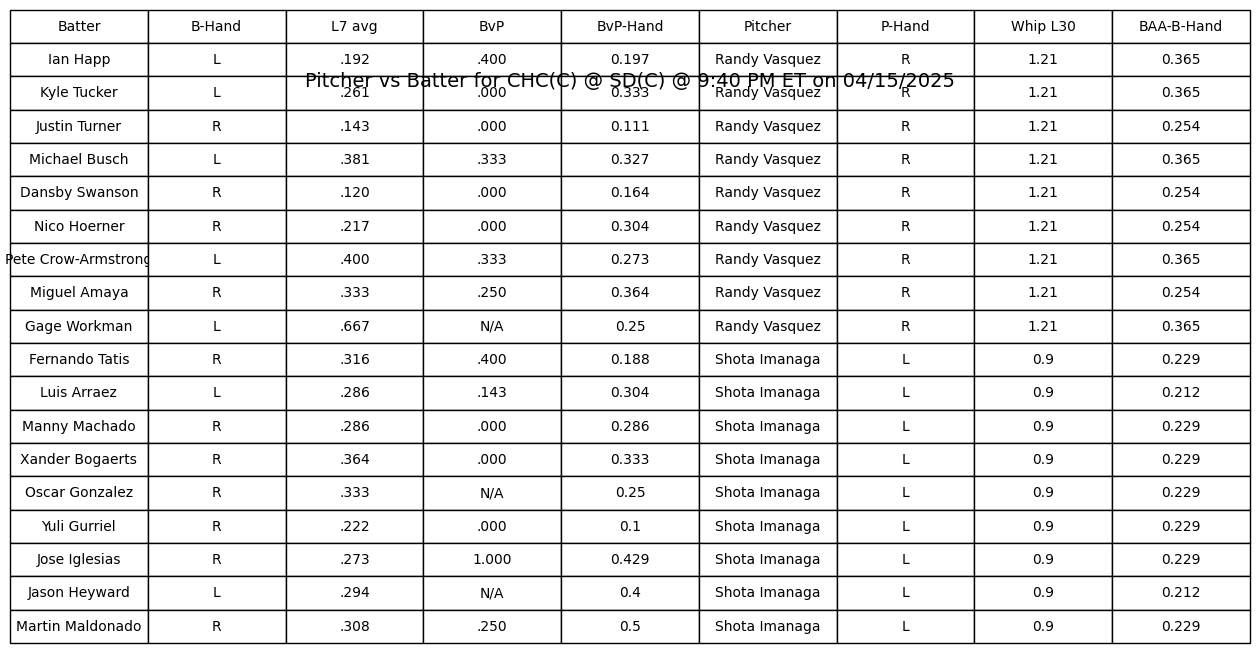 Batter B-Hand L7 avg BvP BvP-Hand Pitcher P-Hand Whip L30 BAA-B-Hand
Ian Happ L .192 .400 0.197 Randy Vasquez R 1.21 0.365
Pitcher vs Batter for CHC(C) @ SD(C) @ 9:40 PM ET on 04/15/2025
Kyle Tucker L .261 .000 0.333 Randy Vasquez R 1.21 0.365
Justin Turner R .143 .000 0.111 Randy Vasquez R 1.21 0.254
Michael Busch L .381 .333 0.327 Randy Vasquez R 1.21 0.365
Dansby Swanson R .120 .000 0.164 Randy Vasquez R 1.21 0.254
Nico Hoerner R .217 .000 0.304 Randy Vasquez R 1.21 0.254
Pete Crow-Armstrong L .400 .333 0.273 Randy Vasquez R 1.21 0.365
Miguel Amaya R .333 .250 0.364 Randy Vasquez R 1.21 0.254
Gage Workman L .667 N/A 0.25 Randy Vasquez R 1.21 0.365
Fernando Tatis R .316 .400 0.188 Shota Imanaga L 0.9 0.229
Luis Arraez L .286 .143 0.304 Shota Imanaga L 0.9 0.212
Manny Machado R .286 .000 0.286 Shota Imanaga L 0.9 0.229
Xander Bogaerts R .364 .000 0.333 Shota Imanaga L 0.9 0.229
Oscar Gonzalez R .333 N/A 0.25 Shota Imanaga L 0.9 0.229
Yuli Gurriel R .222 .000 0.1 Shota Imanaga L 0.9 0.229
Jose Iglesias R .273 1.000 0.429 Shota Imanaga L 0.9 0.229
Jason Heyward L .294 N/A 0.4 Shota Imanaga L 0.9 0.212
Martin Maldonado R .308 .250 0.5 Shota Imanaga L 0.9 0.229